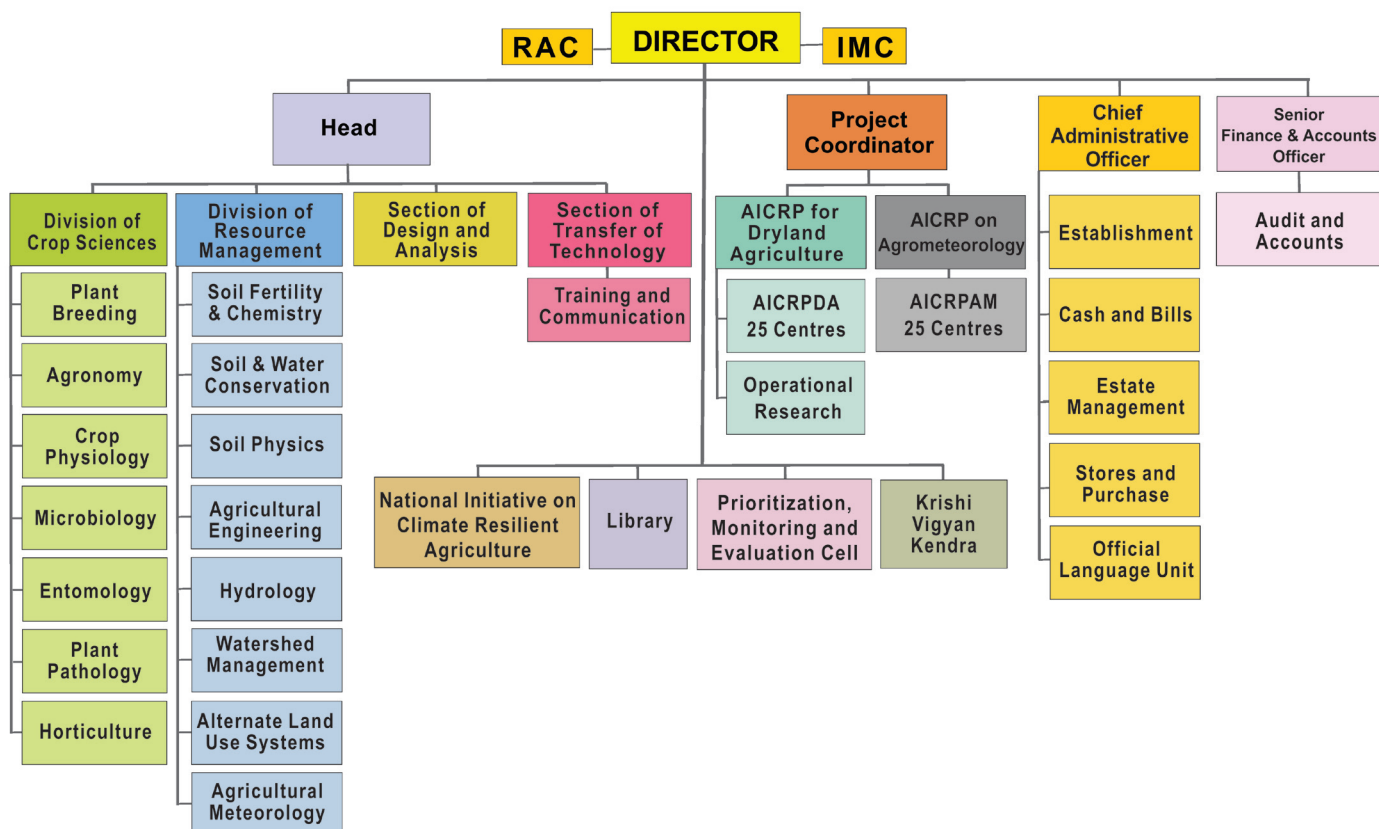 RAC
DIRECTOR
IMC
Head
Project
Coordinator
Chief
Administrative
Officer
Senior
Finance & Accounts
Officer
Division of
Crop Sciences
Division of
Resource
Management
Section of
Design and
Analysis
Section of
Transfer of
Technology
AICRP for
Dryland
Agriculture
AICRP on
Agrometeorology
Establishment
Audit and
Accounts
Plant
Breeding
Agronomy
Crop
Physiology
Microbiology
Entomology
Plant
Pathology
Horticulture
Soil Fertility
& Chemistry
Soil & Water
Conservation
Soil Physics
Agricultural
Engineering
Hydrology
Watershed
Management
Alternate Land
Use Systems
Agricultural
Meteorology
Training and
Communication
AICRPDA
25 Centres
Operational
Research
AICRPAM
25 Centres
Cash and Bills
Estate
Management
Stores and
Purchase
Official
Language Unit
National Initiative on
Climate Resilient
Agriculture
Library
Prioritization,
Monitoring and
Evaluation Cell
Krishi
Vigyan
Kendra